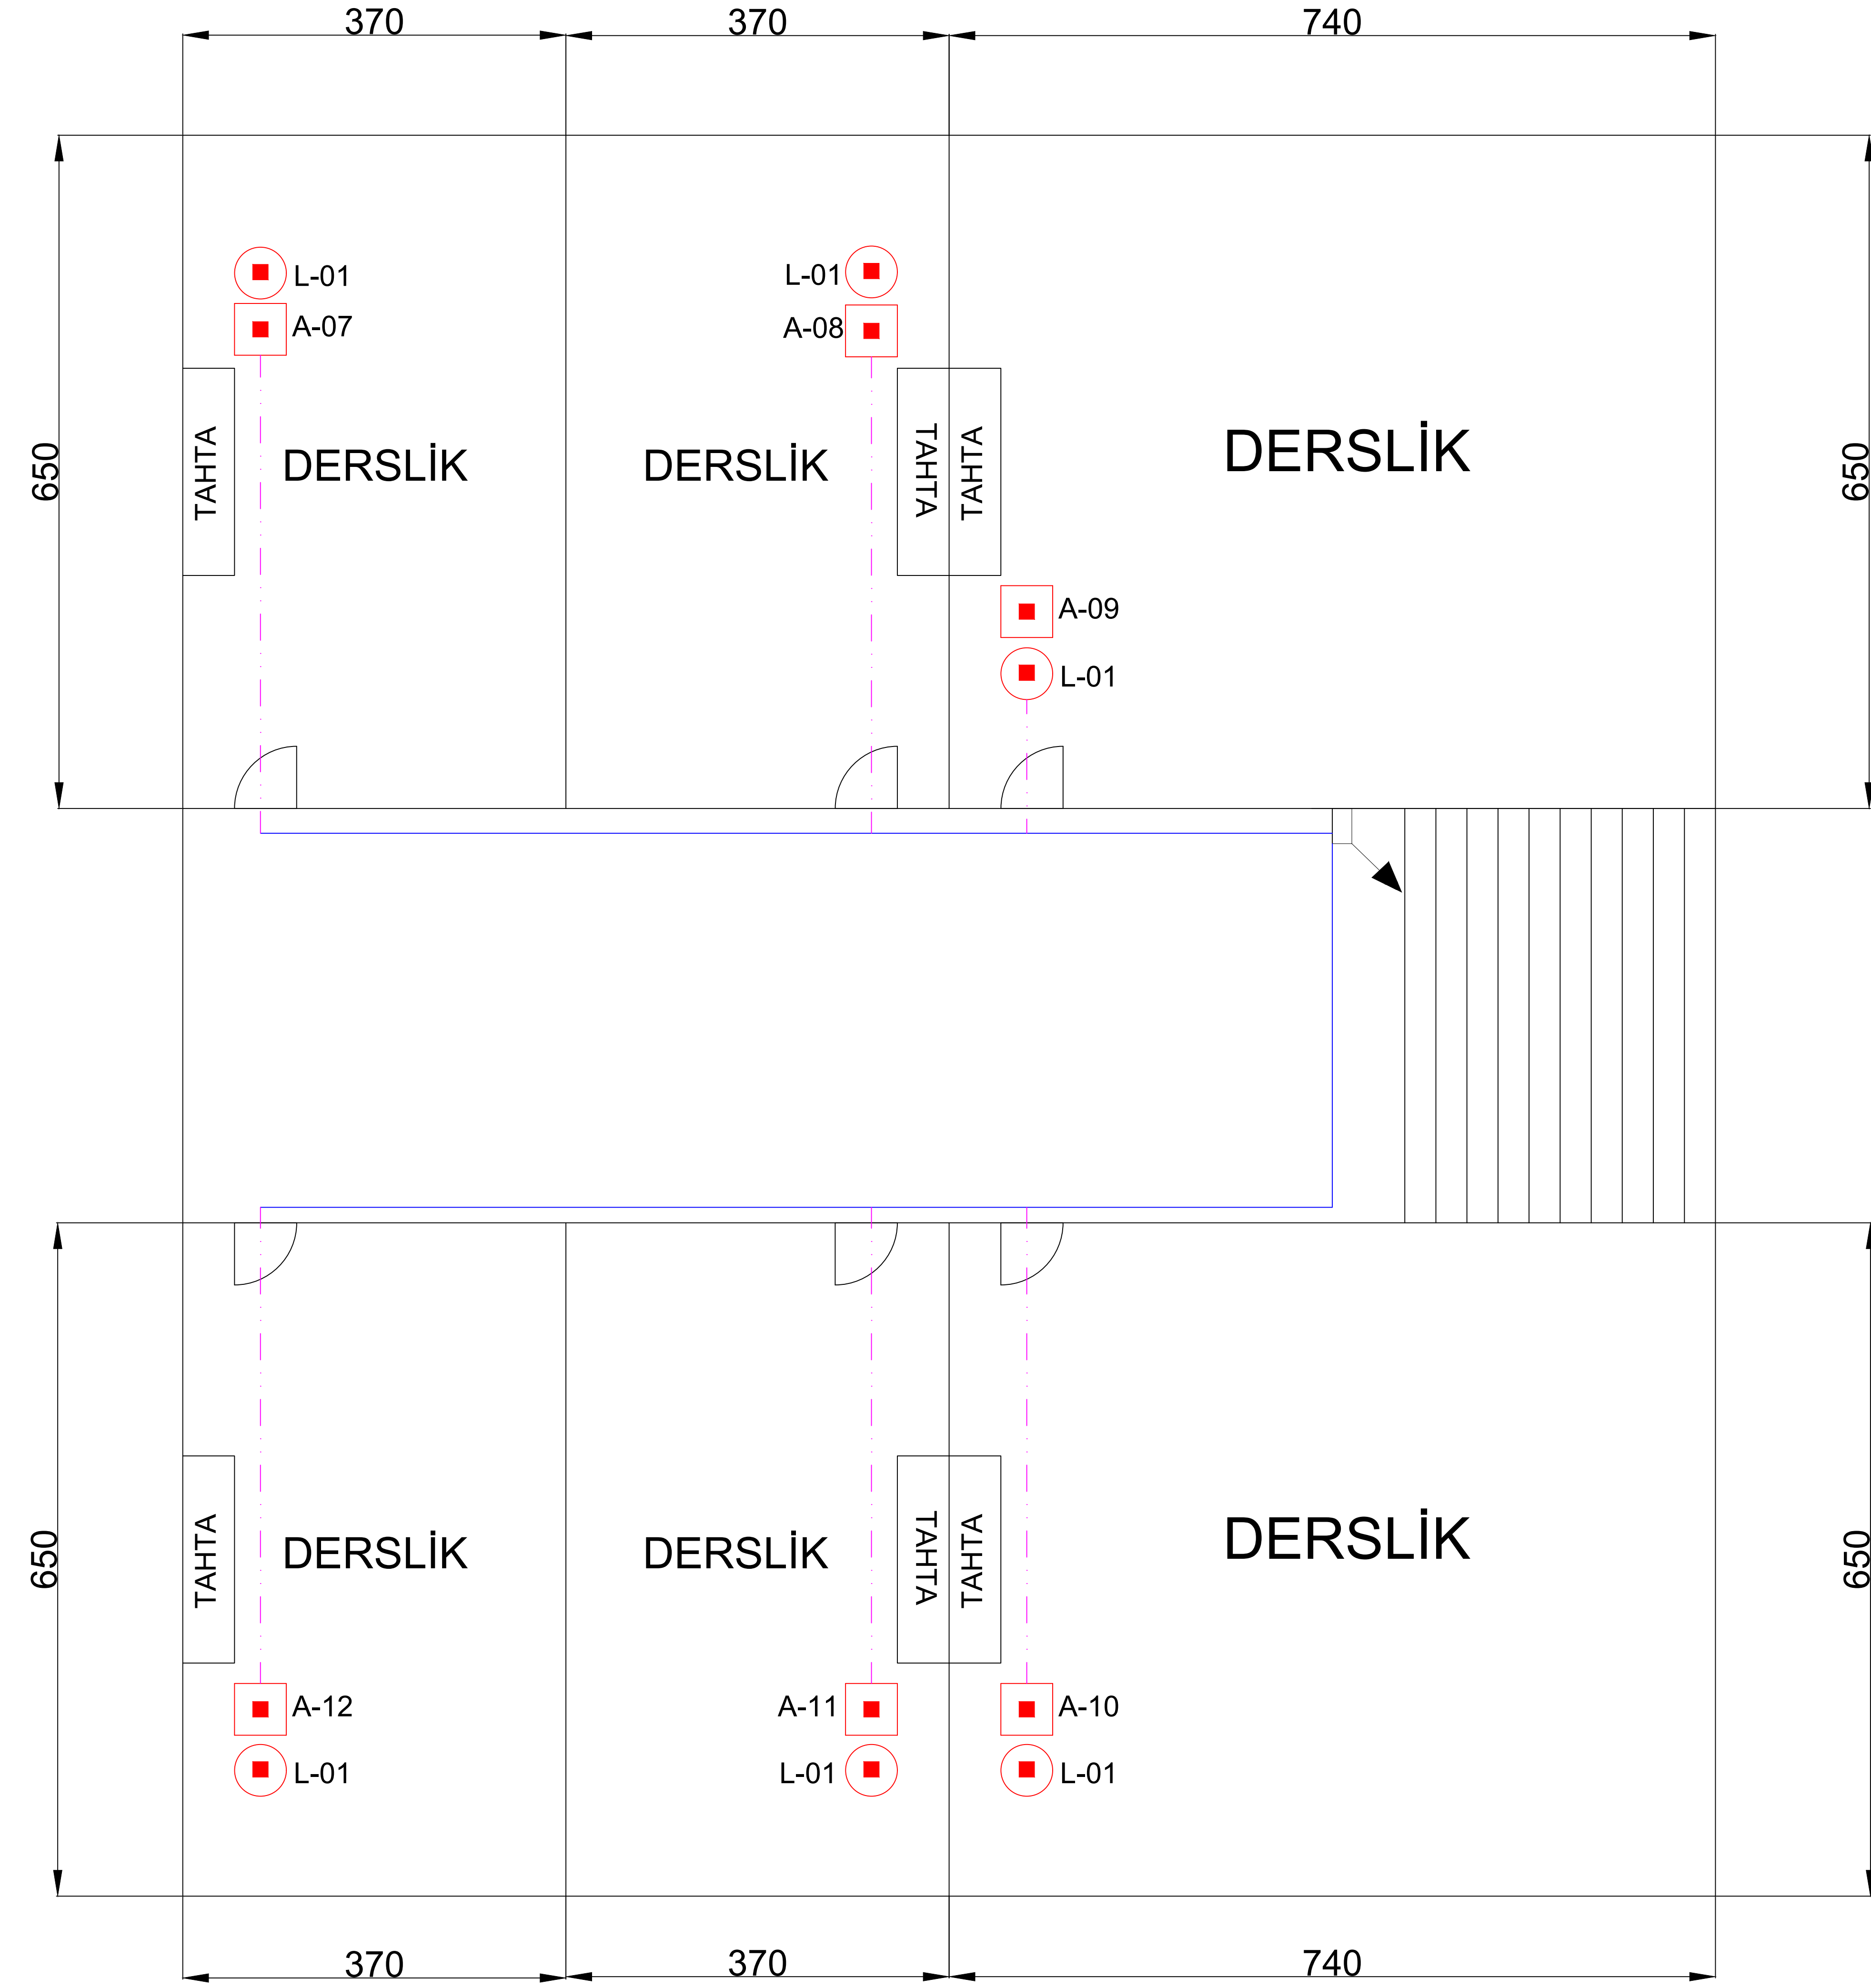 370
370
740
L-01
L-01
A-07
A-08
650
TAHTA
DERSLİK
DERSLİK
TAHTA
TAHTA
DERSLİK
650
A-09
L-01
650
TAHTA
DERSLİK
DERSLİK
TAHTA
TAHTA
DERSLİK
650
A-12
A-11
A-10
L-01
L-01
L-01
370
370
740